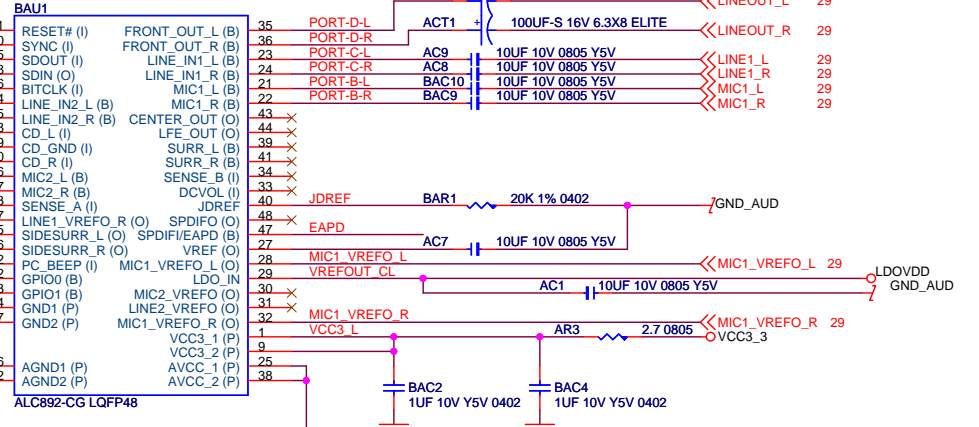 BAU1
LINEOUT_L 29
RESET# (I) FRONT_OUT_L (B) 35 PORT-D-L ACT1 100UF-S 16V 6.3X8 ELITE
SYNC (I) FRONT_OUT_R (B) 36 PORT-D-R LINEOUT_R 29
SDOUT (I) LINE_IN1_L (B) 23 PORT-C-L AC9 10UF 10V 0805 Y5V LINE1_L 29
SDIN (O) LINE_IN1_R (B) 24 PORT-C-R AC8 10UF 10V 0805 Y5V LINE1_R 29
BITCLK (I) MIC1_L (B) 21 PORT-B-L BAC10 10UF 10V 0805 Y5V MIC1_L 29
LINE_IN2_L (B) MIC1_R (B) 22 PORT-B-R BAC9 10UF 10V 0805 Y5V MIC1_R 29
LINE_IN2_R (B) CENTER_OUT (O) 43
CD_L (I) LFE_OUT (O) 44
CD_GND (I) SURR_L (B) 39
CD_R (I) SURR_R (B) 41
MIC2_L (B) SENSE_B (I) 34
MIC2_R (B) DCVOL (I) 33
SENSE_A (I) JDREF 40 JDREF BAR1 20K 1% 0402 GND_AUD
LINE1_VREFO_R (O) SPDIFO (O) 48
SIDESURR_L (O) SPDIFI/EAPD (B) 47 EAPD
SIDESURR_R (O) VREF (O) 27 AC7 10UF 10V 0805 Y5V
PC_BEEP (I) MIC1_VREFO_L (O) 28 MIC1_VREFO_L MIC1_VREFO_L 29
GPIO0 (B) LDO_IN 29 VREFOUT_CL LDOVDD
GPIO1 (B) MIC2_VREFO (O) 30 AC1 10UF 10V 0805 Y5V GND_AUD
GND1 (P) LINE2_VREFO (O) 31
GND2 (P) MIC1_VREFO_R (O) 32 MIC1_VREFO_R MIC1_VREFO_R 29
VCC3_1 (P) 1 VCC3_L AR3 2.7 0805 VCC3_3
VCC3_2 (P) 9
AGND1 (P) AVCC_1 (P) 25
AGND2 (P) AVCC_2 (P) 38
BAC2 BAC4
1UF 10V Y5V 0402 1UF 10V Y5V 0402
ALC892-CG LQFP48